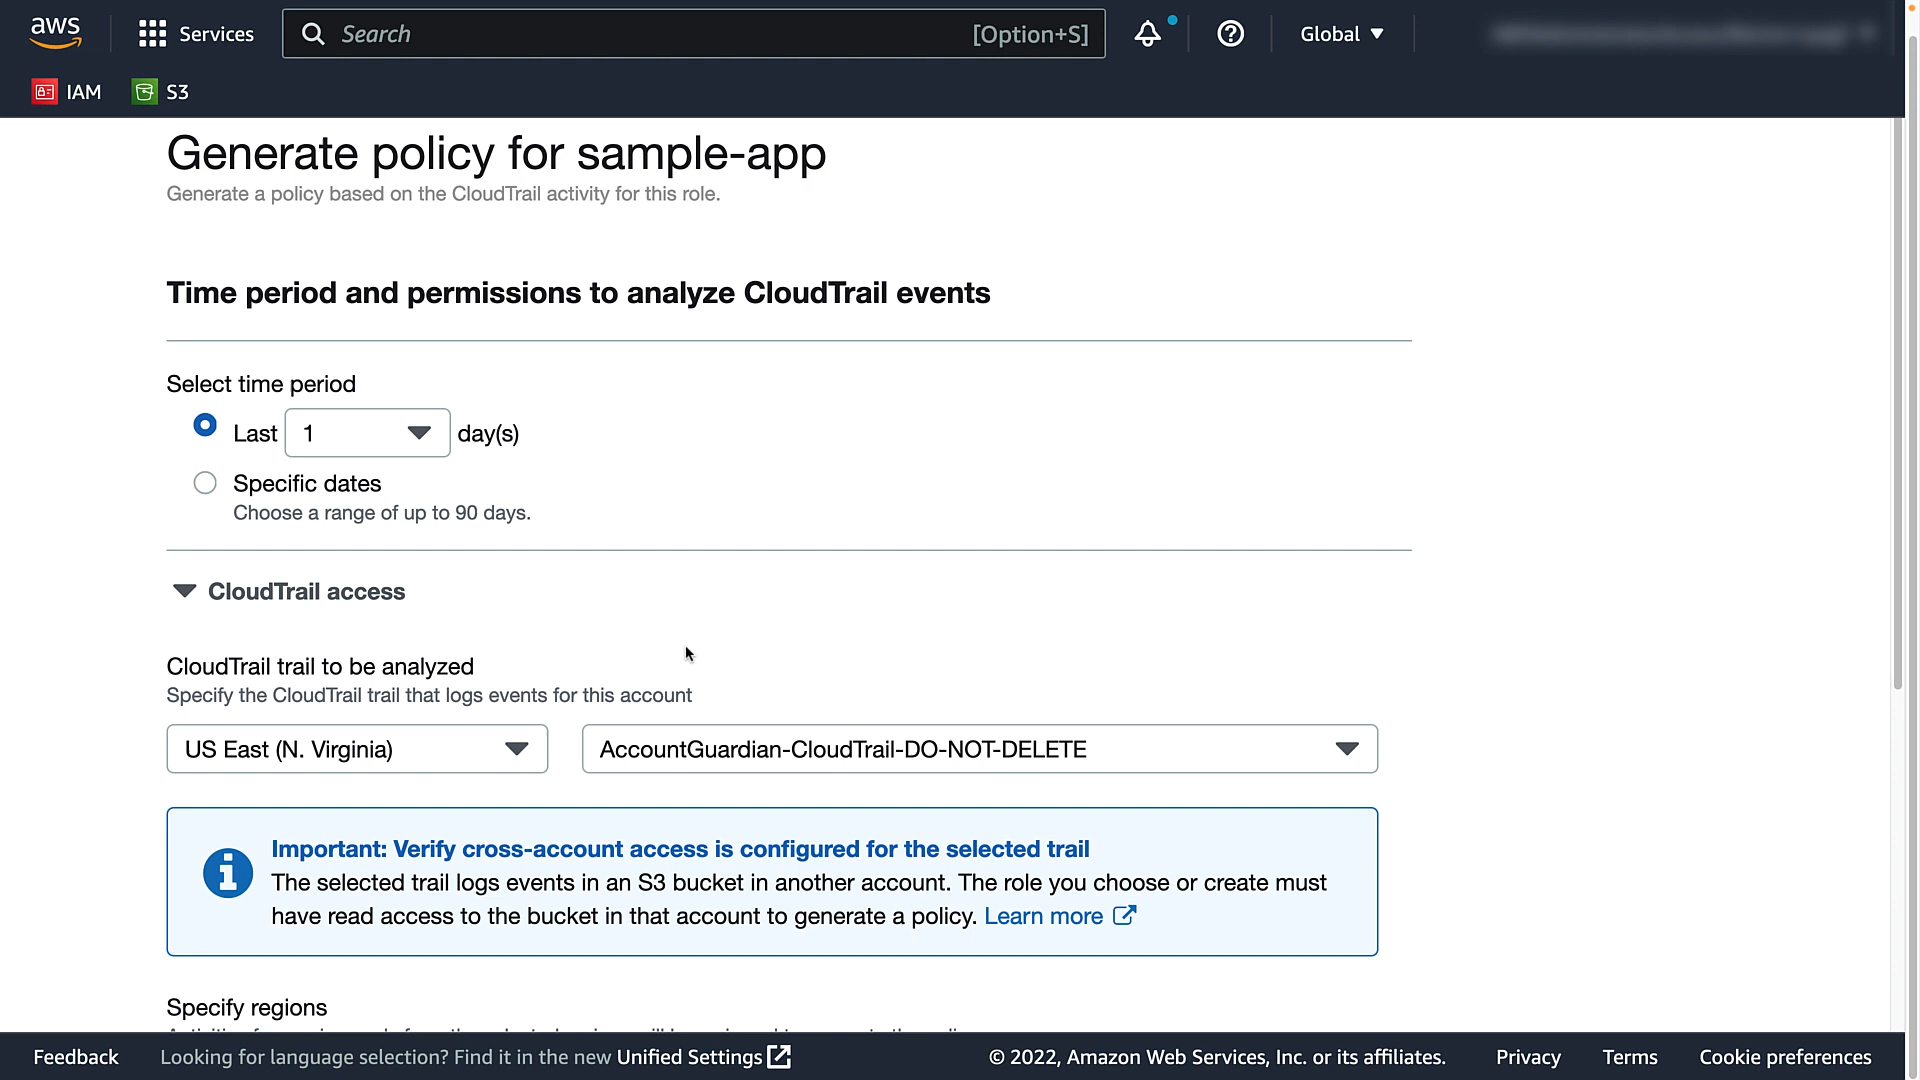 aws
Services
Search
[Option+S]
Global
IAM
S3
Generate policy for sample-app
Generate a policy based on the CloudTrail activity for this role.
Time period and permissions to analyze CloudTrail events
Select time period
Last 1 day(s)
Specific dates
Choose a range of up to 90 days.
CloudTrail access
CloudTrail trail to be analyzed
Specify the CloudTrail trail that logs events for this account
US East (N. Virginia)
AccountGuardian-CloudTrail-DO-NOT-DELETE
Important: Verify cross-account access is configured for the selected trail
The selected trail logs events in an S3 bucket in another account. The role you choose or create must
have read access to the bucket in that account to generate a policy. Learn more
Specify regions
Feedback
Looking for language selection? Find it in the new Unified Settings
© 2022, Amazon Web Services, Inc. or its affiliates.
Privacy
Terms
Cookie preferences